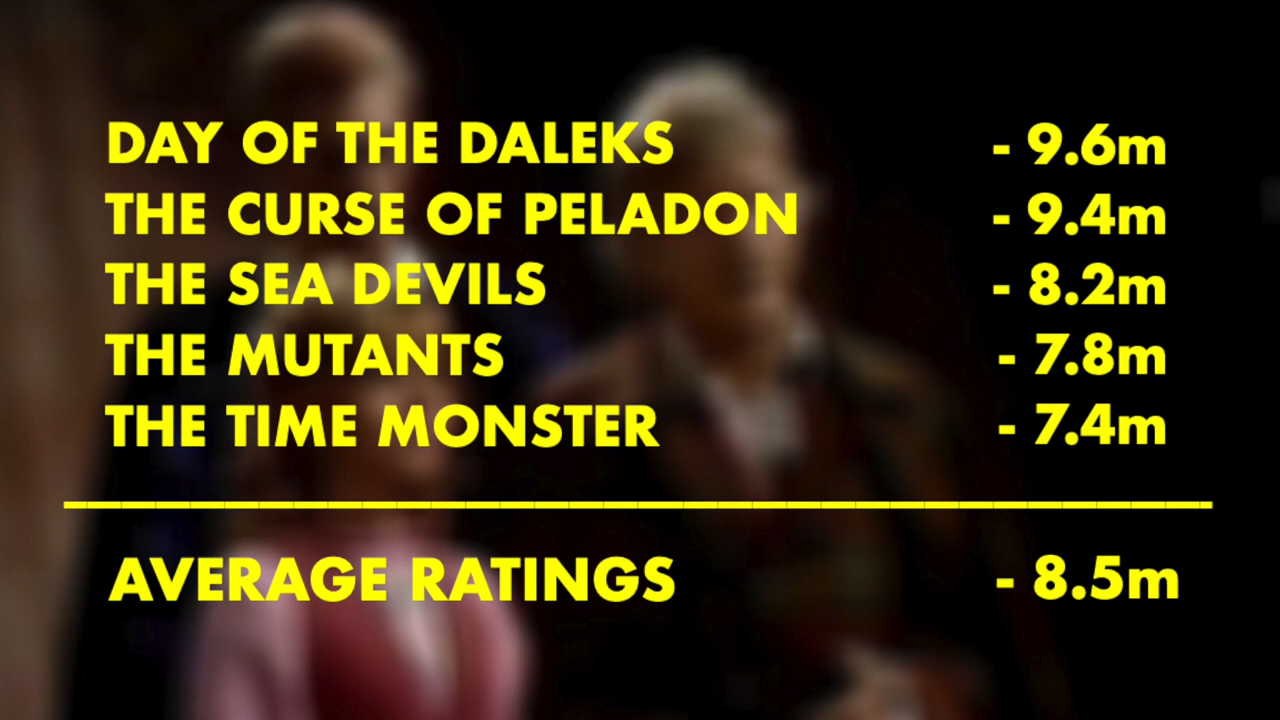 DAY OF THE DALEKS - 9.6m
THE CURSE OF PELADON - 9.4m
THE SEA DEVILS - 8.2m
THE MUTANTS - 7.8m
THE TIME MONSTER - 7.4m
AVERAGE RATINGS - 8.5m